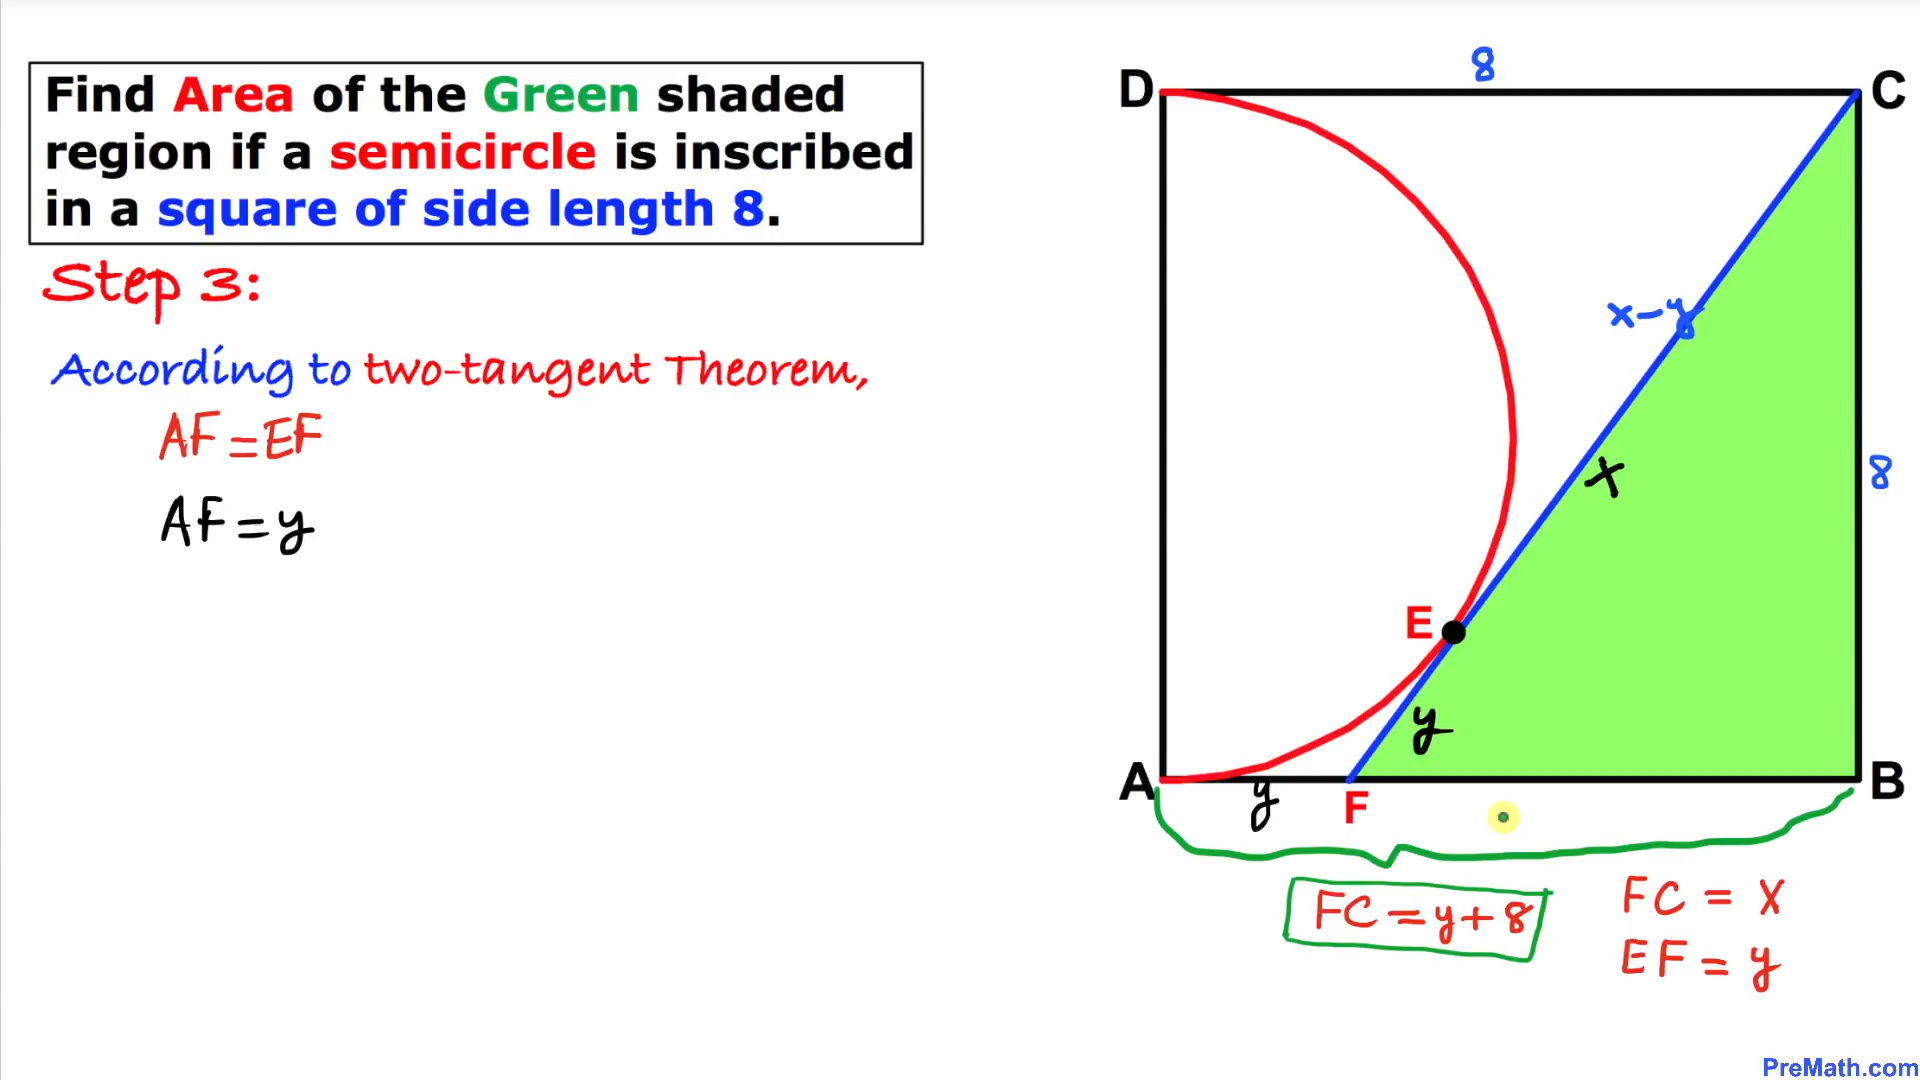 Find Area of the Green shaded
region if a semicircle is inscribed
in a square of side length 8.
Step 3:
According to two-tangent Theorem,
AF = EF
AF = y
8
D
C
x-y
x
8
E
y
A
y
F
B
FC = y + 8
FC = x
EF = y
PreMath.com